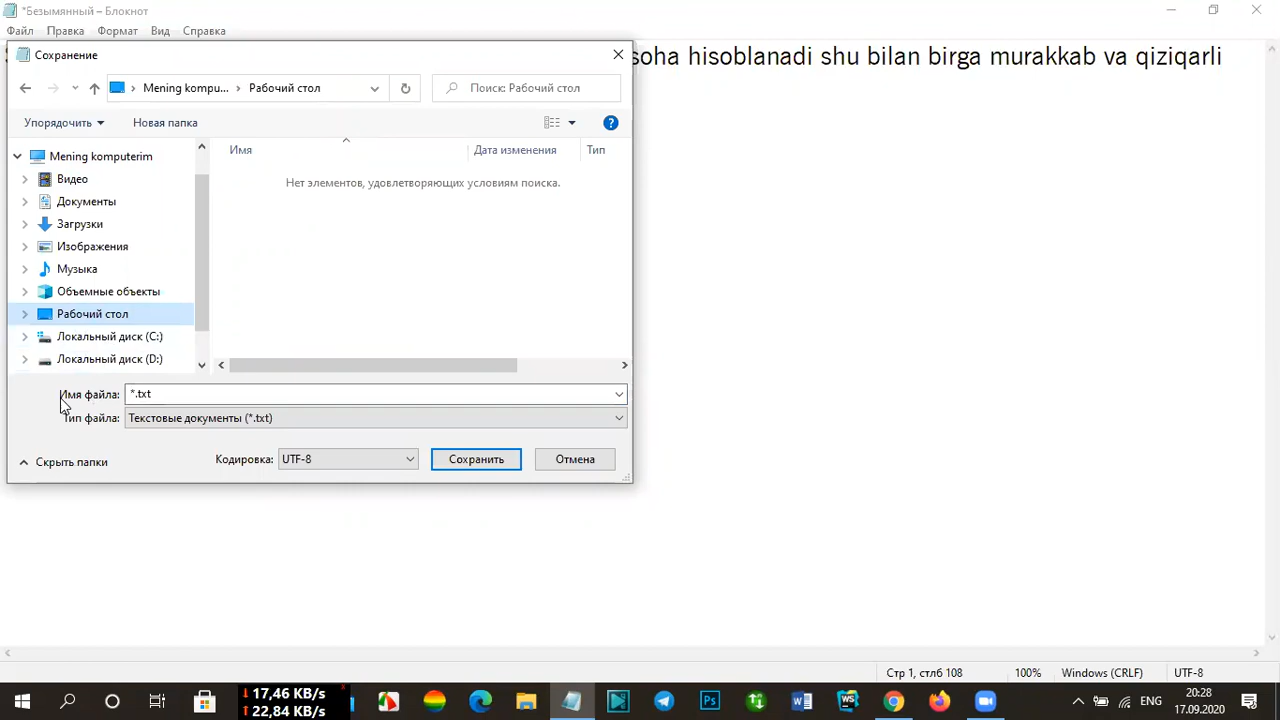 *Безымянный – Блокнот
Файл Правка Формат Вид Справка
soha hisoblanadi shu bilan birga murakkab va qiziqarli
Сохранение
Mening kompu... Рабочий стол
Поиск: Рабочий стол
Упорядочить Новая папка
Имя Дата изменения Тип
Нет элементов, удовлетворяющих условиям поиска.
Mening komputerim
Видео
Документы
Загрузки
Изображения
Музыка
Объемные объекты
Рабочий стол
Локальный диск (C:)
Локальный диск (D:)
Имя файла: *.txt
Тип файла: Текстовые документы (*.txt)
Скрыть папки Кодировка: UTF-8 Сохранить Отмена
Стр 1, стлб 108 100% Windows (CRLF) UTF-8
17,46 KB/s
22,84 KB/s
ENG
20:28
17.09.2020